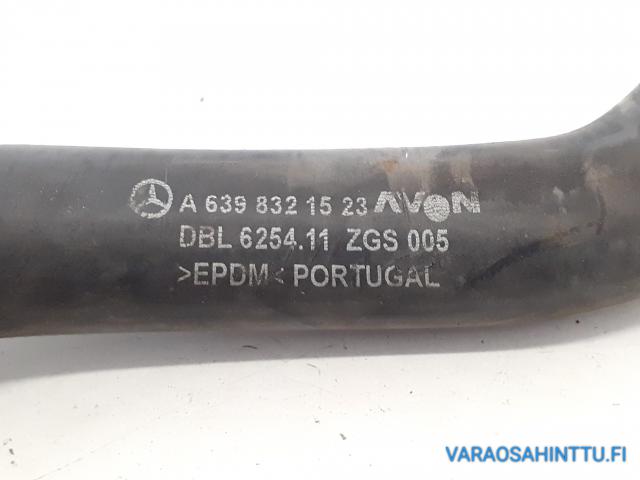 A 639 832 15 23 AVON
DBL 6254.11 ZGS 005
>EPDM< PORTUGAL
VARAOSAHINTTU.FI